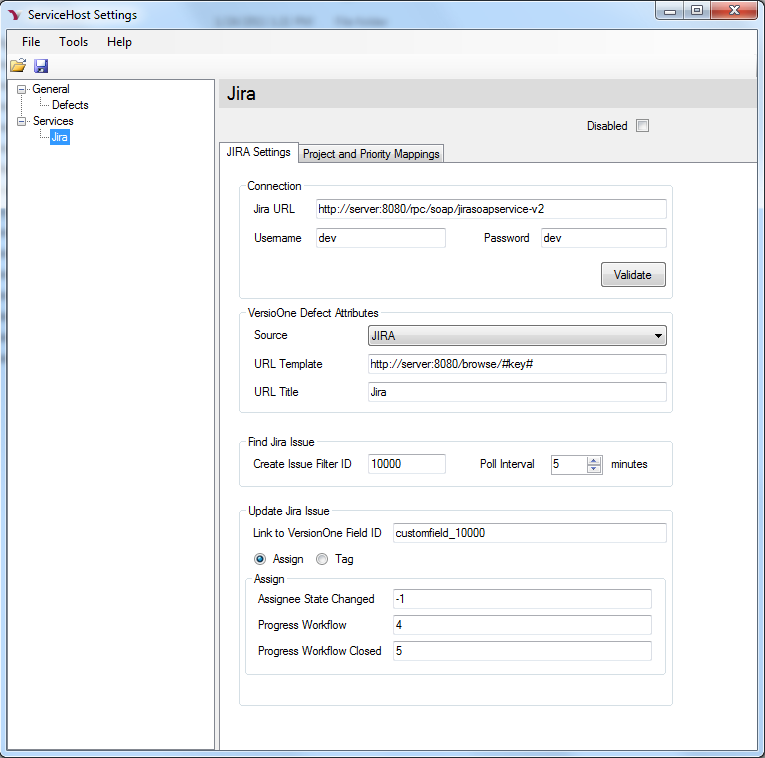 ServiceHost Settings
File Tools Help
General
Defects
Services
Jira
Jira
Disabled
JIRA Settings Project and Priority Mappings
Connection
Jira URL http://server:8080/rpc/soap/jirasoapservice-v2
Username dev Password dev
Validate
VersioOne Defect Attributes
Source JIRA
URL Template http://server:8080/browse/#key#
URL Title Jira
Find Jira Issue
Create Issue Filter ID 10000 Poll Interval 5 minutes
Update Jira Issue
Link to VersionOne Field ID customfield_10000
Assign Tag
Assign
Assignee State Changed -1
Progress Workflow 4
Progress Workflow Closed 5